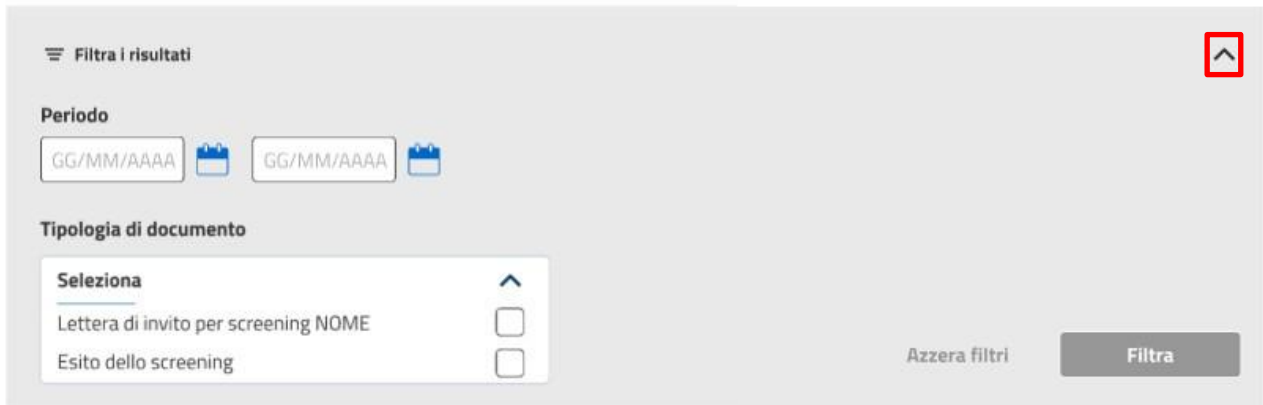 Filtra i risultati
Periodo
GG/MM/AAAA GG/MM/AAAA
Tipologia di documento
Seleziona
Lettera di invito per screening NOME
Esito dello screening
Azzera filtri Filtra